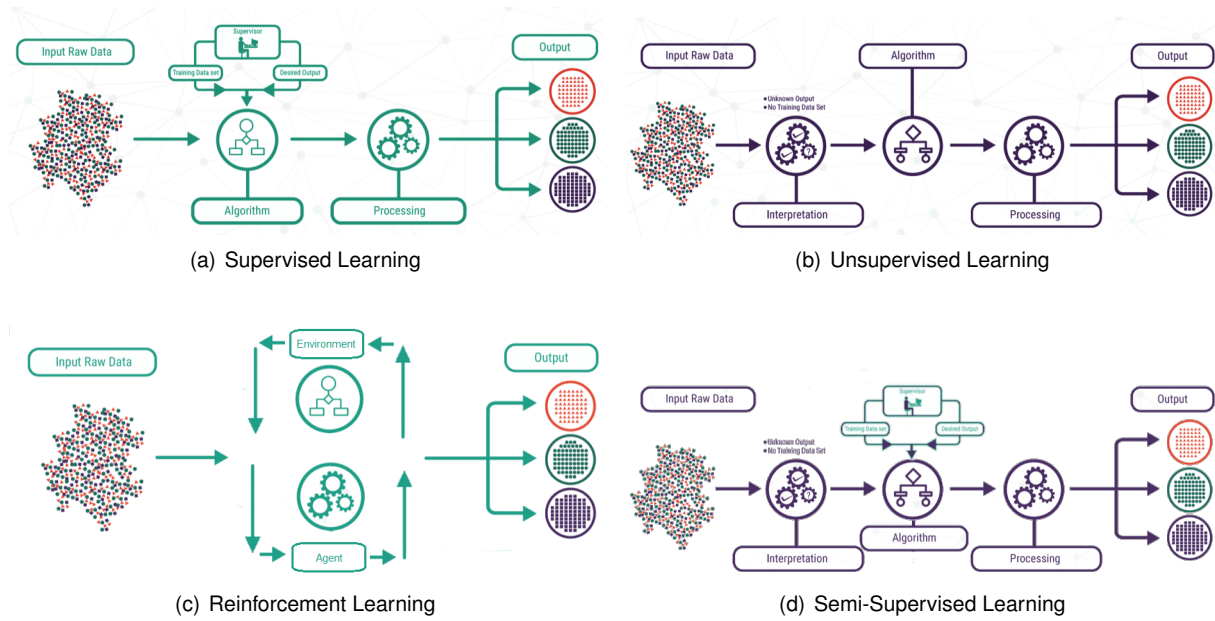 Input Raw Data
Supervisor
Training Data set
Desired Output
Algorithm
Processing
Output
(a) Supervised Learning
Input Raw Data
• Unknown Output
• No Training Data Set
Interpretation
Algorithm
?
Processing
Output
(b) Unsupervised Learning
Input Raw Data
Environment
Agent
Output
(c) Reinforcement Learning
Input Raw Data
• Unknown Output
• No Training Data Set
?
Interpretation
Supervisor
Training Data set
Desired Output
Algorithm
Processing
Output
(d) Semi-Supervised Learning